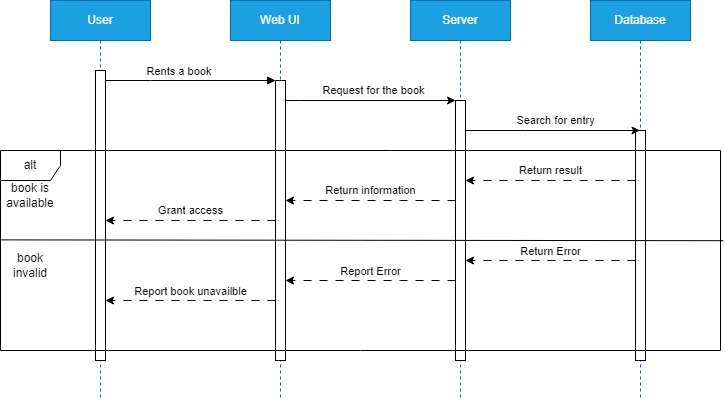 User
Web UI
Server
Database
Rents a book
Request for the book
Search for entry
alt
book is
available
Return result
Return information
Grant access
book
invalid
Return Error
Report Error
Report book unavailble